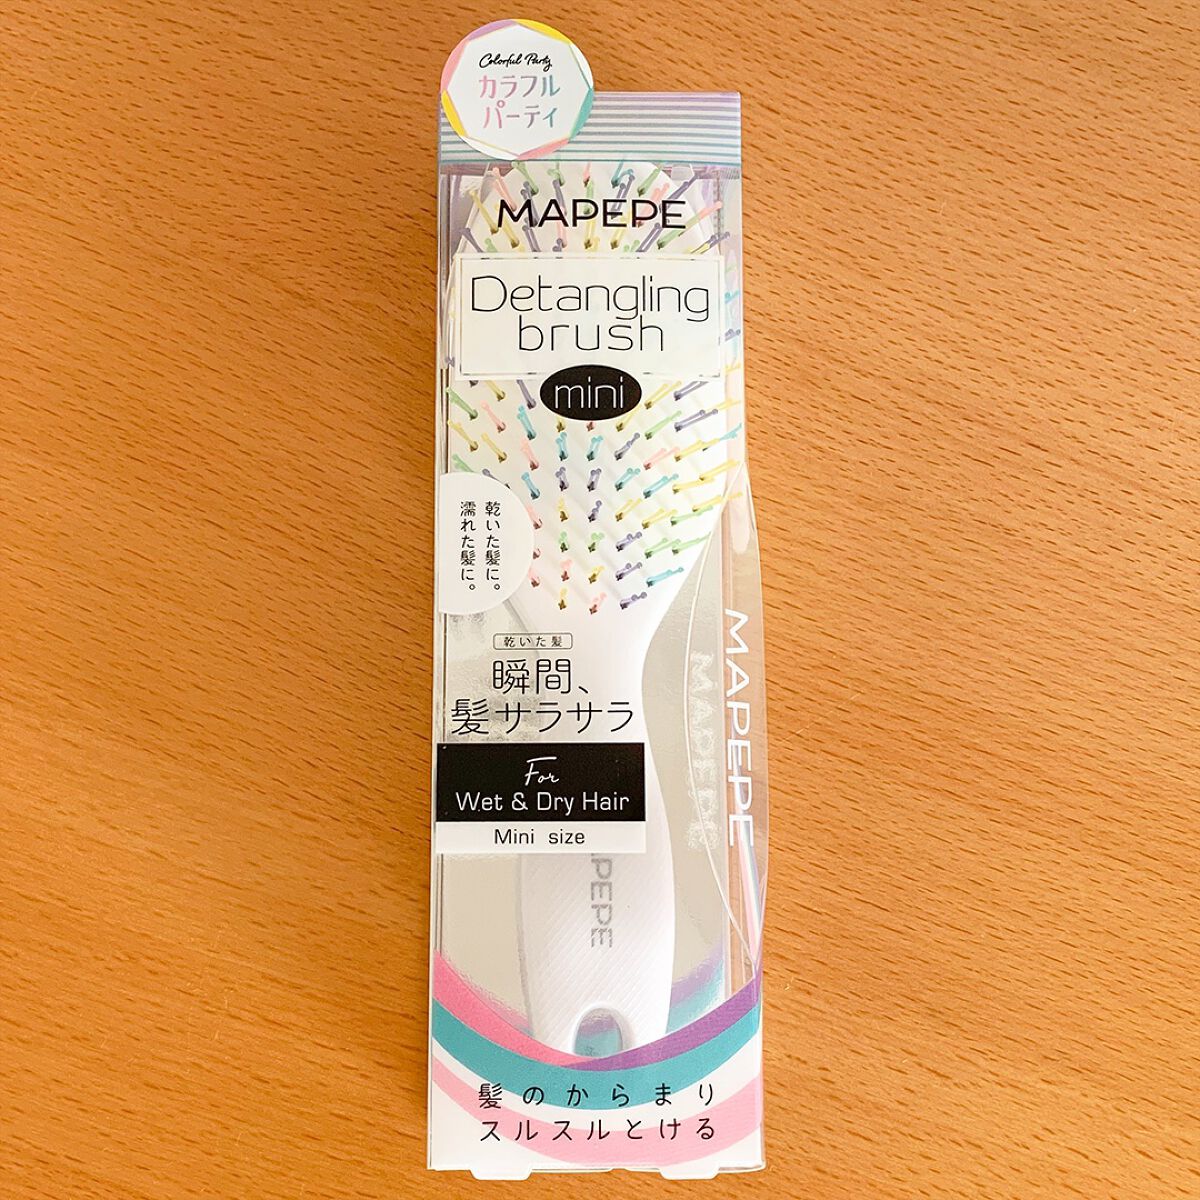 Colorful Party
カラフル
パーティ
MAPEPE
Detangling
brush
mini
乾いた髪に。
濡れた髪に。
乾いた髪
瞬間、
髪サラサラ
For
Wet & Dry Hair
Mini size
MAPEPE
MAPEPE
APEPE
髪のからまり
スルスルとける